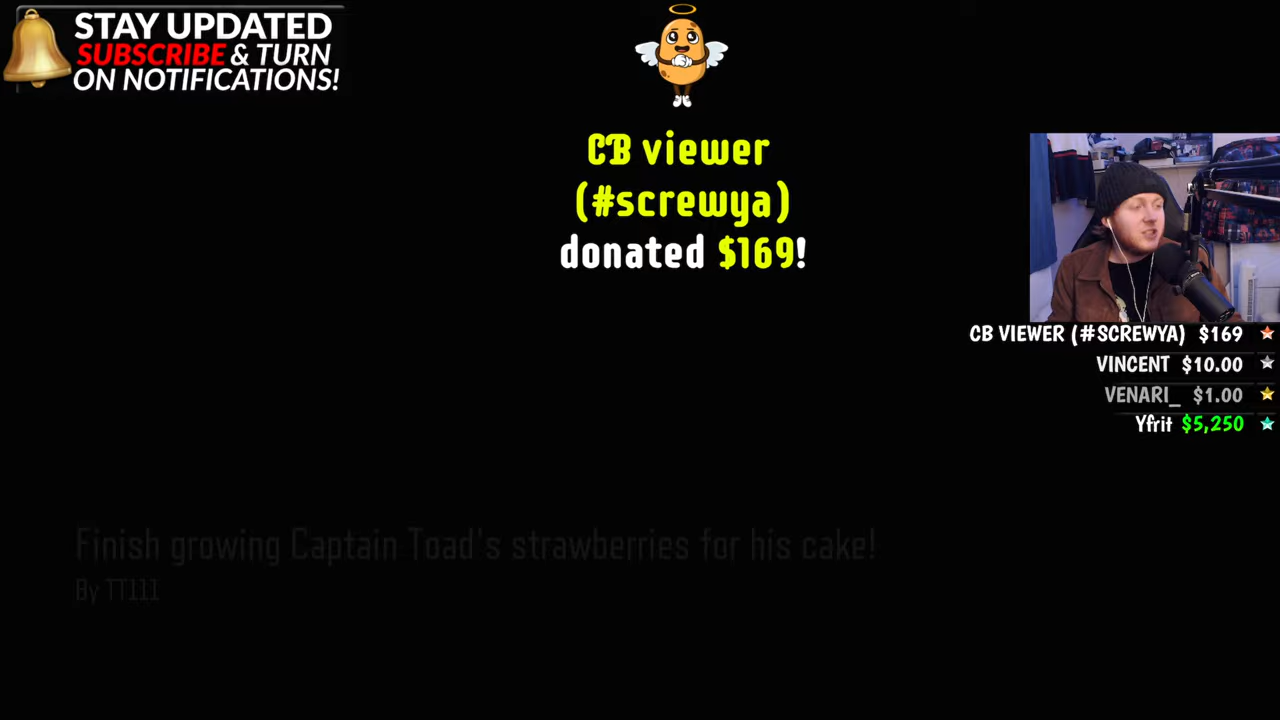 STAY UPDATED
SUBSCRIBE & TURN
ON NOTIFICATIONS!
CB viewer
(#screwya)
donated $169!
CB VIEWER (#SCREWYA) $169
VINCENT $10.00
VENARI_ $1.00
Yfrit $5,250
Finish growing Captain Toad's strawberries for his cake!
By TT111